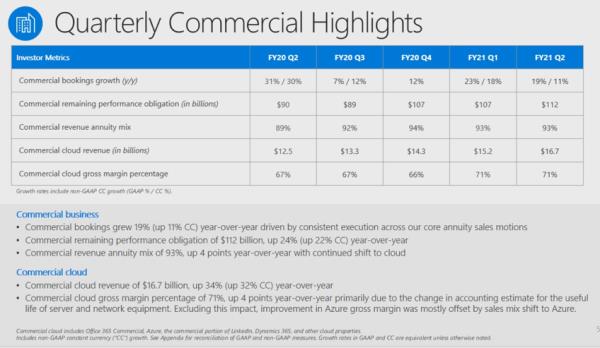 Quarterly Commercial Highlights
Investor Metrics FY20 Q2 FY20 Q3 FY20 Q4 FY21 Q1 FY21 Q2
Commercial bookings growth (y/y) 31% / 30% 7% / 12% 12% 23% / 18% 19% / 11%
Commercial remaining performance obligation (in billions) $90 $89 $107 $107 $112
Commercial revenue annuity mix 89% 92% 94% 93% 93%
Commercial cloud revenue (in billions) $12.5 $13.3 $14.3 $15.2 $16.7
Commercial cloud gross margin percentage 67% 67% 66% 71% 71%
Growth rates include non-GAAP CC growth (GAAP % / CC %).
Commercial business
• Commercial bookings grew 19% (up 11% CC) year-over-year driven by consistent execution across our core annuity sales motions
• Commercial remaining performance obligation of $112 billion, up 24% (up 22% CC) year-over-year
• Commercial revenue annuity mix of 93%, up 4 points year-over-year with continued shift to cloud
Commercial cloud
• Commercial cloud revenue of $16.7 billion, up 34% (up 32% CC) year-over-year
• Commercial cloud gross margin percentage of 71%, up 4 points year-over-year primarily due to the change in accounting estimate for the useful
life of server and network equipment. Excluding this impact, improvement in Azure gross margin was mostly offset by sales mix shift to Azure.
Commercial cloud includes Office 365 Commercial, Azure, the commercial portion of LinkedIn, Dynamics 365, and other cloud properties.
Includes non-GAAP constant currency ("CC") growth. See Appendix for reconciliation of GAAP and non-GAAP measures. Growth rates in GAAP and CC are equivalent unless otherwise noted.
5